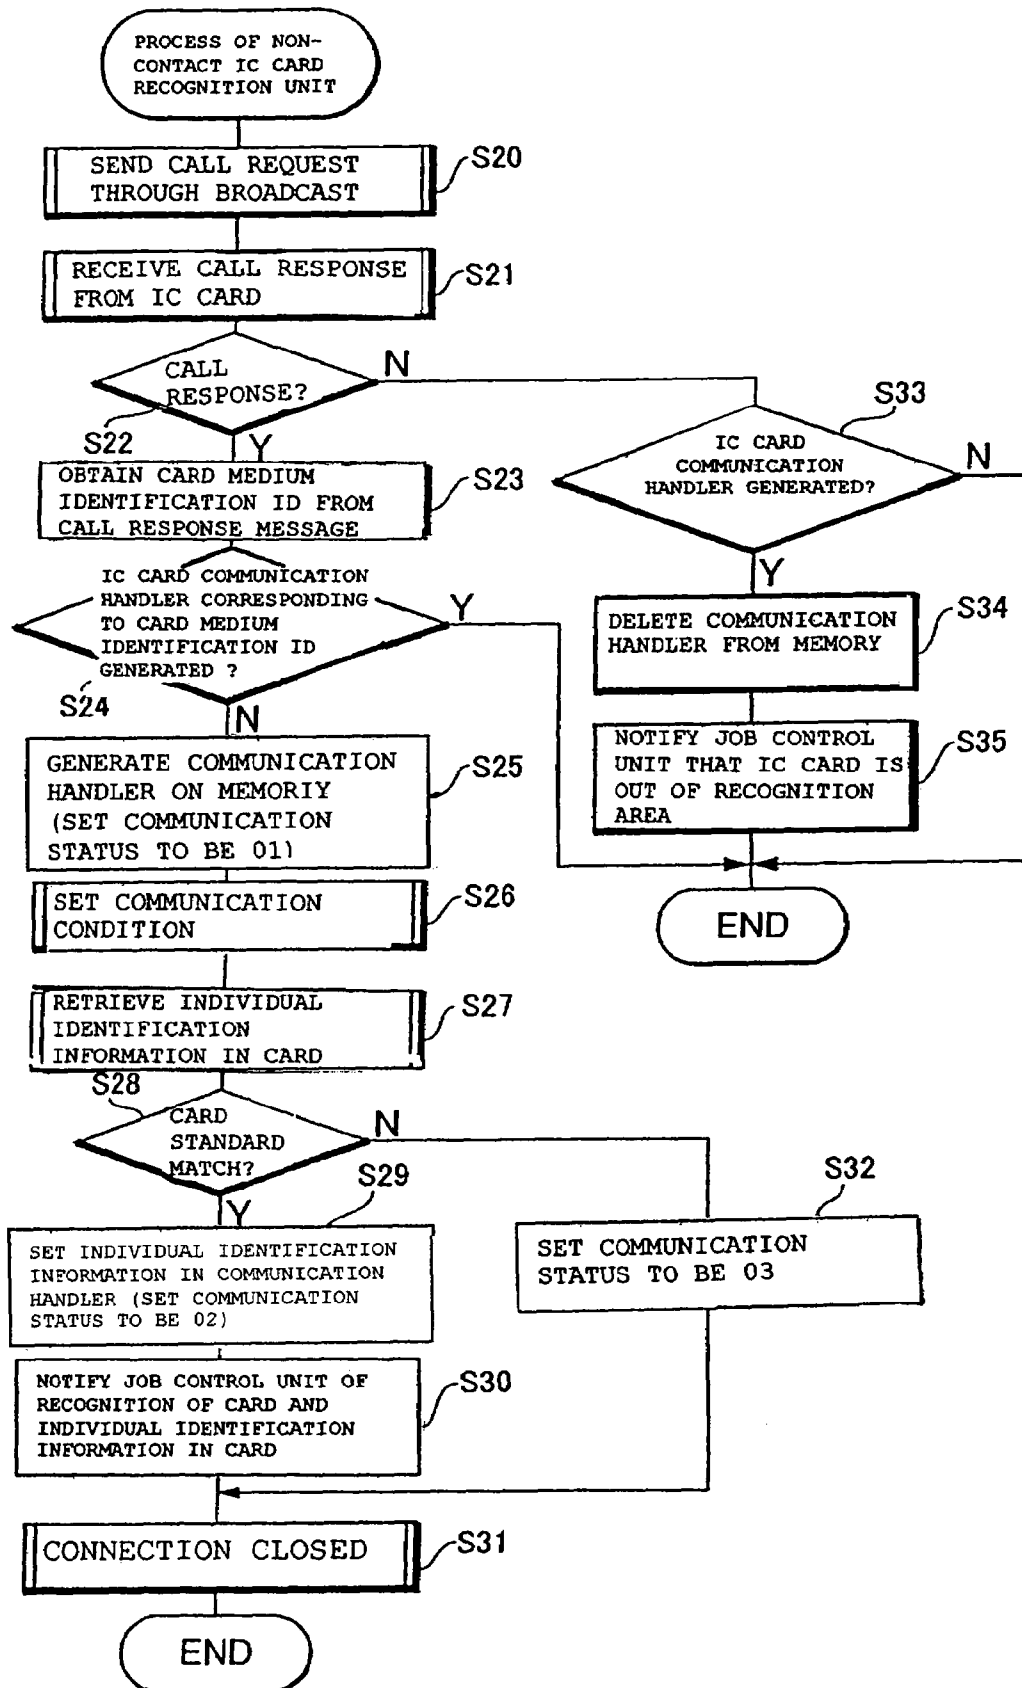 PROCESS OF NON-
CONTACT IC CARD
RECOGNITION UNIT
SEND CALL REQUEST
THROUGH BROADCAST
S20
RECEIVE CALL RESPONSE
FROM IC CARD
S21
CALL
RESPONSE?
N
S22
Y
S33
IC CARD
COMMUNICATION
HANDLER GENERATED?
N
Y
OBTAIN CARD MEDIUM
IDENTIFICATION ID FROM
CALL RESPONSE MESSAGE
S23
IC CARD COMMUNICATION
HANDLER CORRESPONDING
TO CARD MEDIUM
IDENTIFICATION ID
GENERATED ?
Y
S24
N
DELETE COMMUNICATION
HANDLER FROM MEMORY
S34
NOTIFY JOB CONTROL
UNIT THAT IC CARD IS
OUT OF RECOGNITION
AREA
S35
END
GENERATE COMMUNICATION
HANDLER ON MEMORIY
(SET COMMUNICATION
STATUS TO BE 01)
S25
SET COMMUNICATION
CONDITION
S26
RETRIEVE INDIVIDUAL
IDENTIFICATION
INFORMATION IN CARD
S27
S28
CARD
STANDARD
MATCH?
N
Y
S29
SET INDIVIDUAL IDENTIFICATION
INFORMATION IN COMMUNICATION
HANDLER (SET COMMUNICATION
STATUS TO BE 02)
S32
SET COMMUNICATION
STATUS TO BE 03
NOTIFY JOB CONTROL UNIT OF
RECOGNITION OF CARD AND
INDIVIDUAL IDENTIFICATION
INFORMATION IN CARD
S30
CONNECTION CLOSED
S31
END